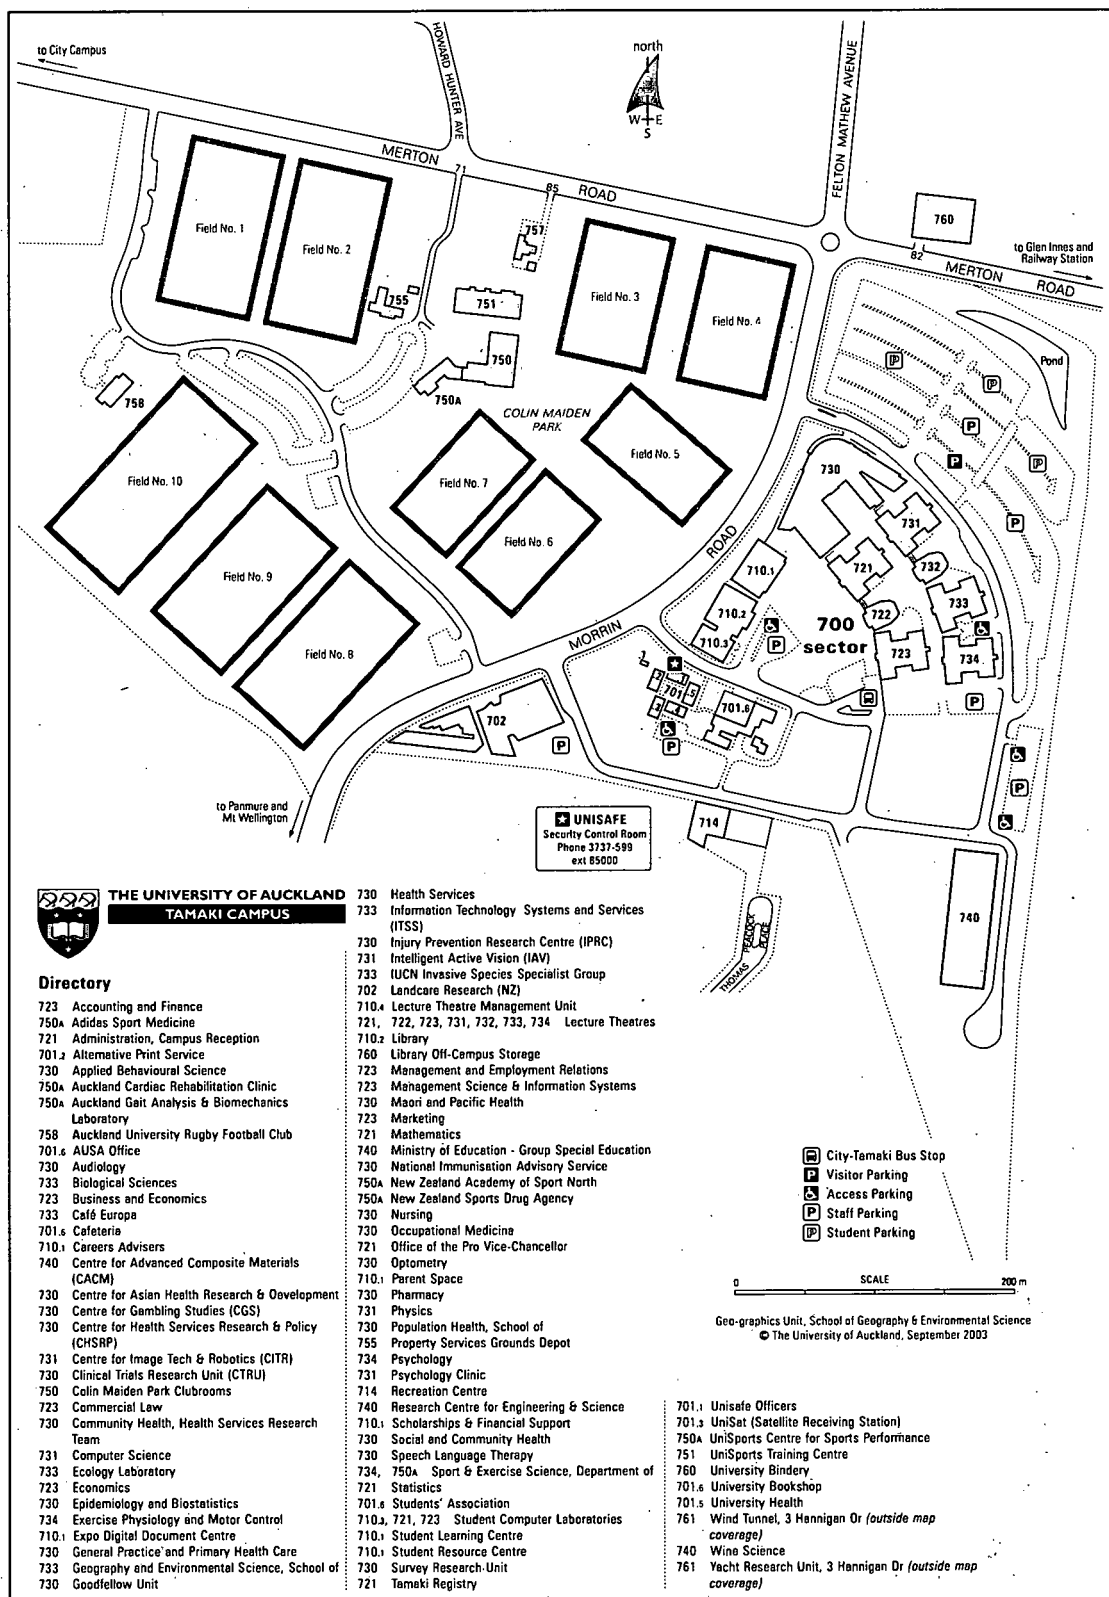 to City Campus
HOWARD HUNTER AVE
north
W E
S
FELTON MATHEW AVENUE
MERTON
71
85
ROAD
760
82
to Glen Innes and
Railway Station
MERTON
ROAD
Field No. 1
Field No. 2
757
755
751
Field No. 3
Field No. 4
Pond
750
750A
758
COLIN MAIDEN
PARK
Field No. 10
Field No. 7
Field No. 5
Field No. 6
Field No. 9
Field No. 8
ROAD
MORRIN
730
731
721
732
733
722
723
734
710.1
710.2
710.3
700
sector
701
1
2
3
4
5
701.6
702
P
to Panmure and
Mt Wellington
UNISAFE
Security Control Room
Phone 3737-599
ext 85000
714
740
THOMAS
PEACOCK
PLACE
THE UNIVERSITY OF AUCKLAND
TAMAKI CAMPUS
Directory
723 Accounting and Finance
750A Adidas Sport Medicine
721 Administration, Campus Reception
701.2 Alternative Print Service
730 Applied Behavioural Science
750A Auckland Cardiac Rehabilitation Clinic
750A Auckland Gait Analysis & Biomechanics
Laboratory
758 Auckland University Rugby Football Club
701.6 AUSA Office
730 Audiology
733 Biological Sciences
723 Business and Economics
733 Café Europa
701.6 Cafeteria
710.1 Careers Advisers
740 Centre for Advanced Composite Materials
(CACM)
730 Centre for Asian Health Research & Development
730 Centre for Gambling Studies (CGS)
730 Centre for Health Services Research & Policy
(CHSRP)
731 Centre for Image Tech & Robotics (CITR)
730 Clinical Trials Research Unit (CTRU)
750 Colin Maiden Park Clubrooms
723 Commercial Law
730 Community Health, Health Services Research
Team
731 Computer Science
733 Ecology Laboratory
723 Economics
730 Epidemiology and Biostatistics
734 Exercise Physiology and Motor Control
710.1 Expo Digital Document Centre
730 General Practice and Primary Health Care
733 Geography and Environmental Science, School of
730 Goodfellow Unit
730 Health Services
733 Information Technology Systems and Services
(ITSS)
730 Injury Prevention Research Centre (IPRC)
731 Intelligent Active Vision (IAV)
733 IUCN Invasive Species Specialist Group
702 Landcare Research (NZ)
710.4 Lecture Theatre Management Unit
721, 722, 723, 731, 732, 733, 734 Lecture Theatres
710.2 Library
760 Library Off-Campus Storage
723 Management and Employment Relations
723 Management Science & Information Systems
730 Maori and Pacific Health
723 Marketing
721 Mathematics
740 Ministry of Education - Group Special Education
730 National Immunisation Advisory Service
750A New Zealand Academy of Sport North
750A New Zealand Sports Drug Agency
730 Nursing
730 Occupational Medicine
721 Office of the Pro Vice-Chancellor
730 Optometry
710.1 Parent Space
730 Pharmacy
731 Physics
730 Population Health, School of
755 Property Services Grounds Depot
734 Psychology
731 Psychology Clinic
714 Recreation Centre
740 Research Centre for Engineering & Science
710.1 Scholarships & Financial Support
730 Social and Community Health
730 Speech Language Therapy
734, 750A Sport & Exercise Science, Department of
721 Statistics
701.6 Students' Association
710.3, 721, 723 Student Computer Laboratories
710.1 Student Learning Centre
710.1 Student Resource Centre
730 Survey Research Unit
721 Tamaki Registry
701.1 Unisafe Officers
701.3 UniSat (Satellite Receiving Station)
750A UniSports Centre for Sports Performance
751 UniSports Training Centre
760 University Bindery
701.6 University Bookshop
701.5 University Health
761 Wind Tunnel, 3 Hannigan Dr (outside map
coverage)
740 Wine Science
761 Yacht Research Unit, 3 Hannigan Dr (outside map
coverage)
City-Tamaki Bus Stop
P Visitor Parking
Access Parking
P Staff Parking
P Student Parking
0 SCALE 200 m
Geo-graphics Unit, School of Geography & Environmental Science
© The University of Auckland, September 2003